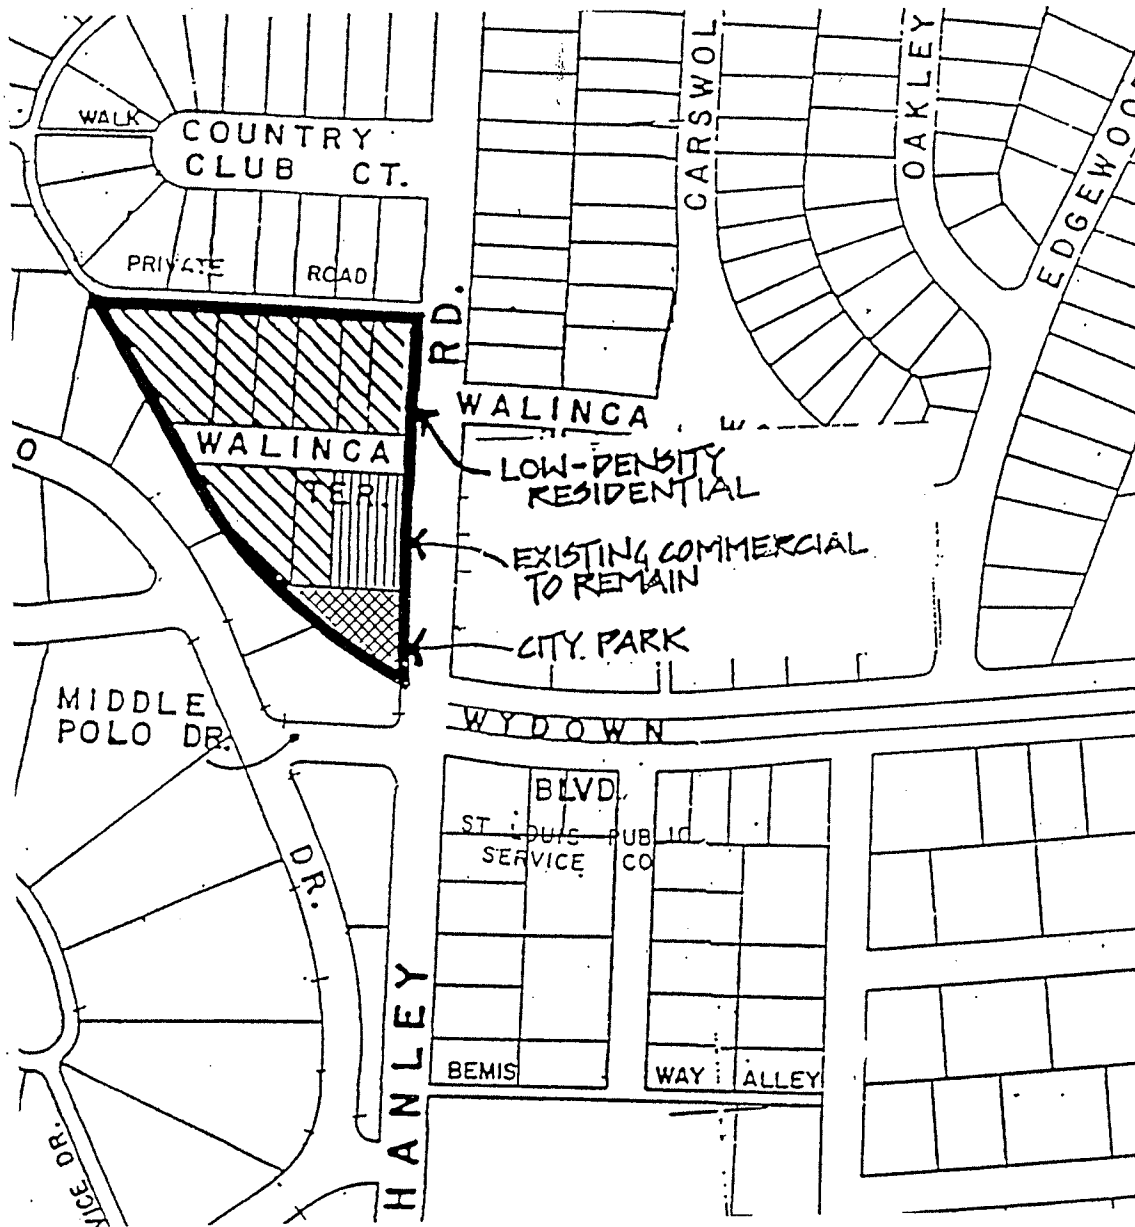 WALK
COUNTRY
CLUB CT.
PRIVATE ROAD
CARSWOL
OAKLEY
RD.
WALINCA
WALINCA
TER.
O
LOW-DENSITY
RESIDENTIAL
EXISTING COMMERCIAL
TO REMAIN
CITY. PARK
MIDDLE
POLO DR.
WYDOWN
BLVD.
ST LOUIS PUBLIC
SERVICE CO
DR.
HANLEY
BEMIS WAY ALLEY
VICE DR.